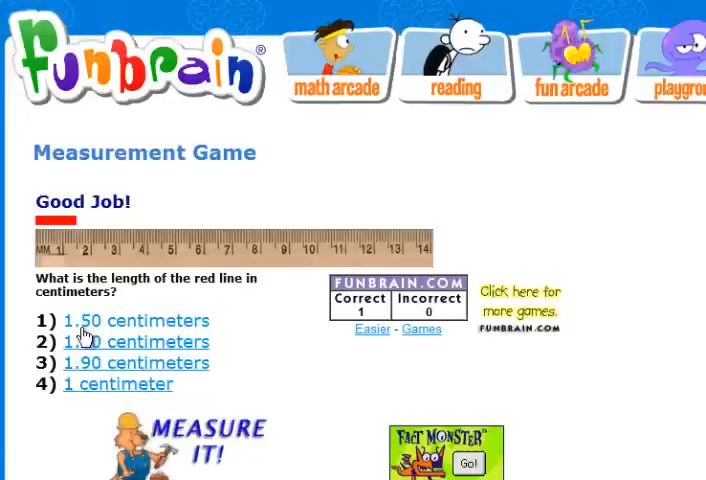 funbrain®
math arcade
reading
fun arcade
Measurement Game
Good Job!
MM 1 2 3 4 5 6 7 8 9 10 11 12 13 14
What is the length of the red line in
centimeters?
1) 1.50 centimeters
2) centimeters
3) 1.90 centimeters
4) 1 centimeter
FUNBRAIN.COM
Correct Incorrect
1 0
Easier - Games
Click here for
more games.
FUNBRAIN.COM
MEASURE
IT!
FACT MONSTER™
Go!